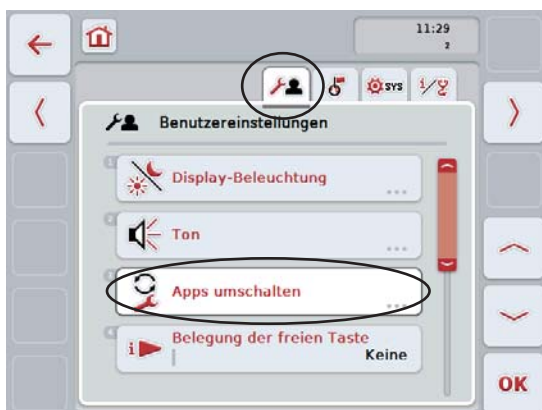 11:29
2
SYS
i/
Benutzereinstellungen
1
Display-Beleuchtung
...
2
Ton
...
Apps umschalten
...
4
i
Belegung der freien Taste
Keine
OK